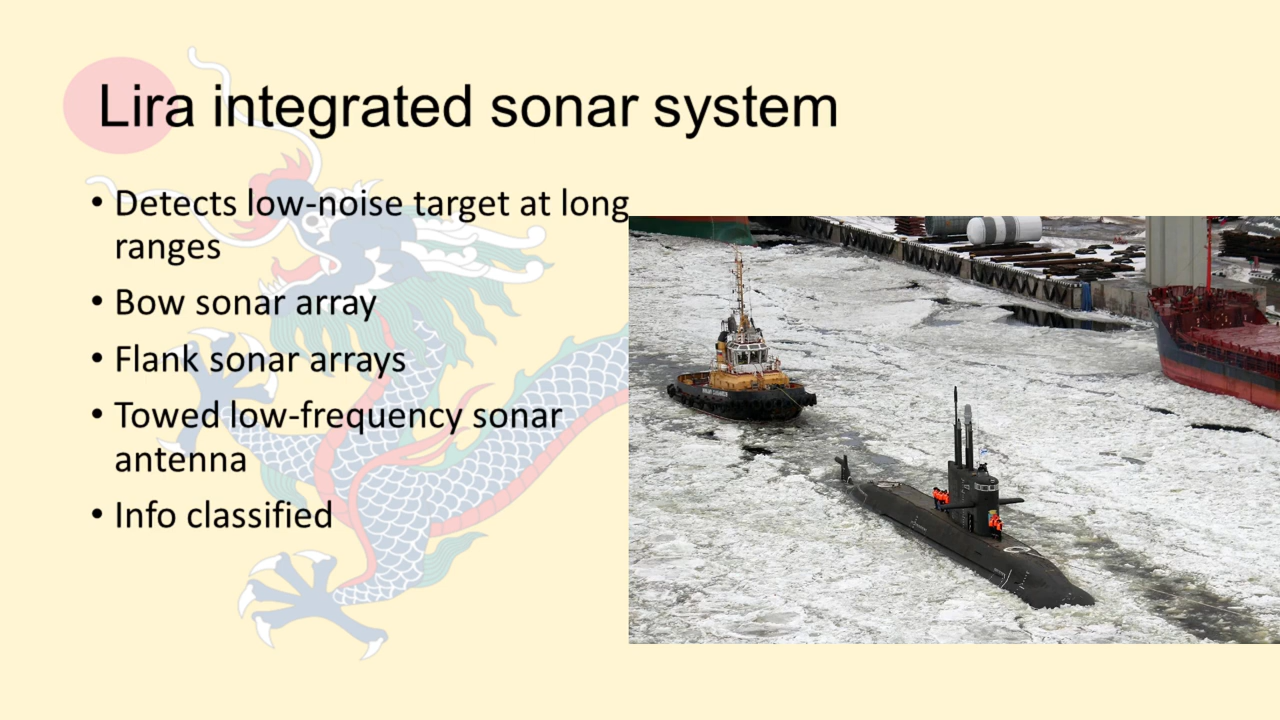 Lira integrated sonar system
• Detects low-noise target at long
ranges
• Bow sonar array
• Flank sonar arrays
• Towed low-frequency sonar
antenna
• Info classified